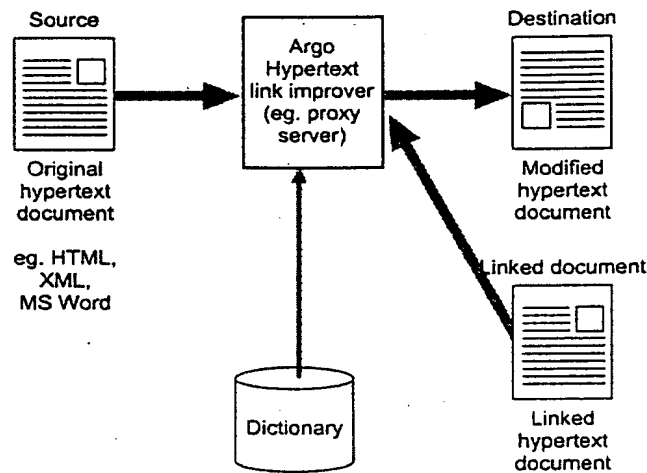 Source
Original
hypertext
document
eg. HTML,
XML,
MS Word
Argo
Hypertext
link improver
(eg. proxy
server)
Destination
Modified
hypertext
document
Linked document
Linked
hypertext
document
Dictionary